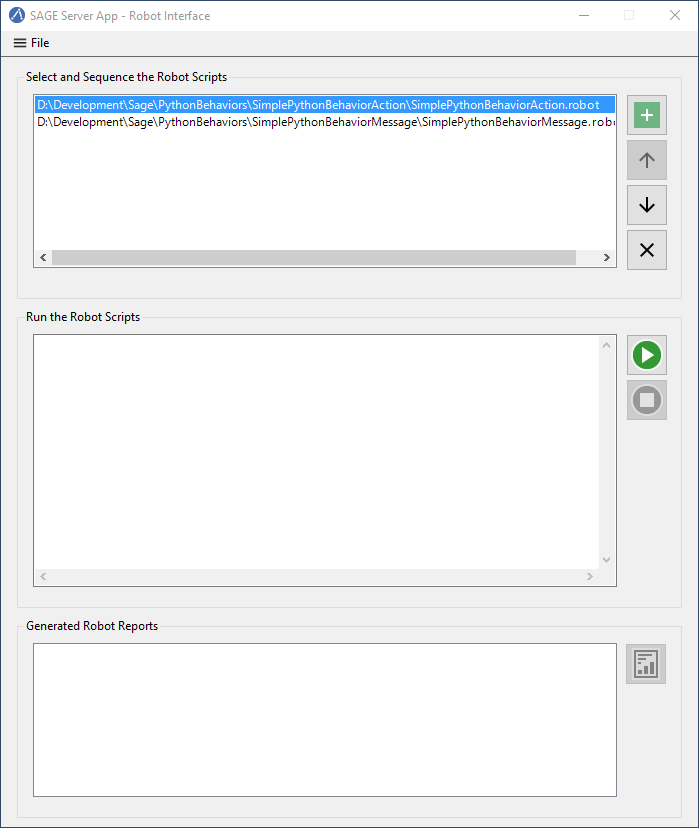 SAGE Server App - Robot Interface
File
Select and Sequence the Robot Scripts
D:\Development\Sage\PythonBehaviors\SimplePythonBehaviorAction\SimplePythonBehaviorAction.robot
D:\Development\Sage\PythonBehaviors\SimplePythonBehaviorMessage\SimplePythonBehaviorMessage.robo
Run the Robot Scripts
Generated Robot Reports